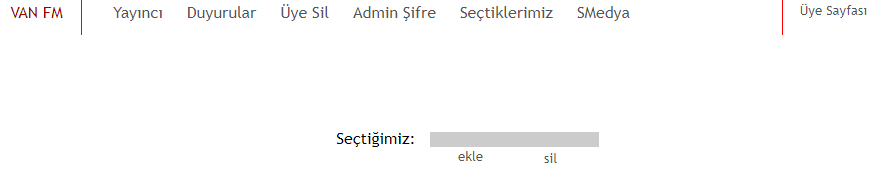 VAN FM Yayıncı Duyurular Üye Sil Admin Şifre Seçtiklerimiz SMedya Üye Sayfası
Seçtiğimiz:
ekle sil